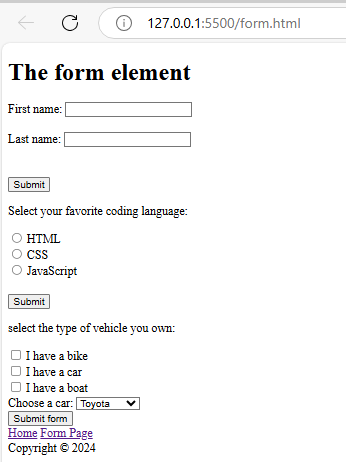 127.0.0.1:5500/form.html
The form element
First name:
Last name:
Submit
Select your favorite coding language:
HTML
CSS
JavaScript
Submit
select the type of vehicle you own:
I have a bike
I have a car
I have a boat
Choose a car: Toyota
Submit form
Home Form Page
Copyright © 2024